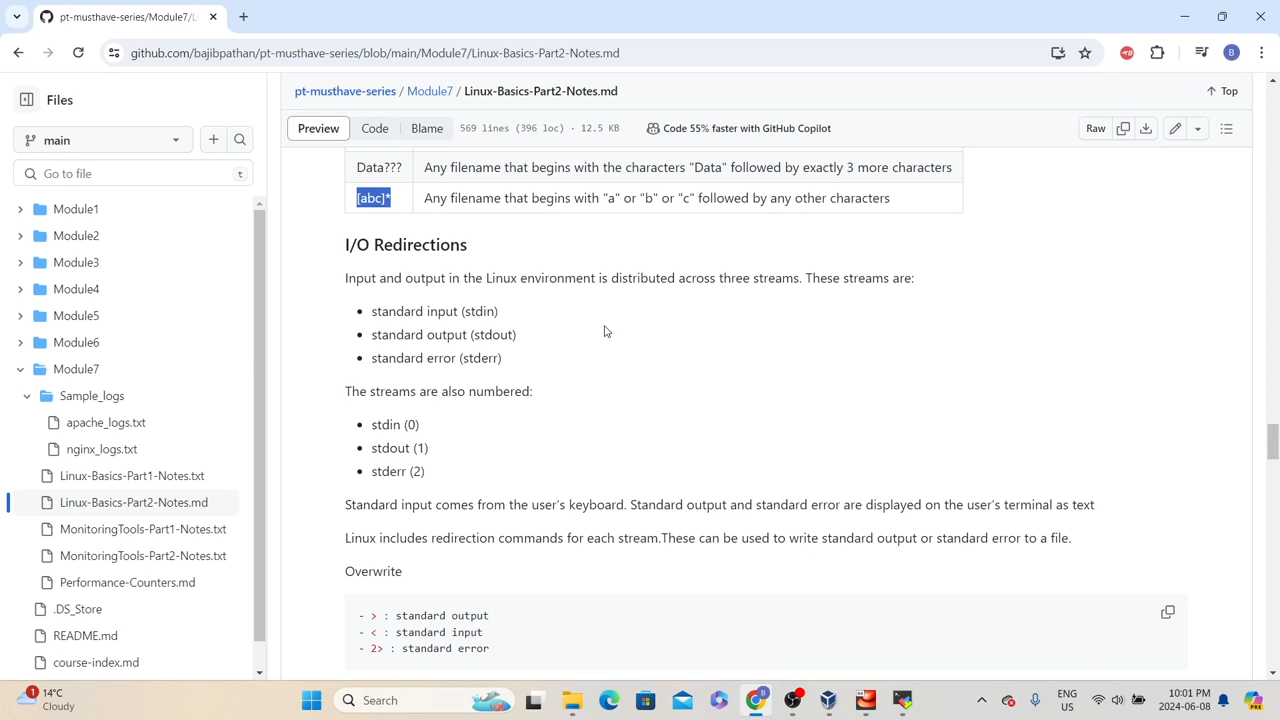 pt-musthave-series/Module7/L
github.com/bajibpathan/pt-musthave-series/blob/main/Module7/Linux-Basics-Part2-Notes.md
B
Files
main
Go to file
t
Module1
Module2
Module3
Module4
Module5
Module6
Module7
Sample_logs
apache_logs.txt
nginx_logs.txt
Linux-Basics-Part1-Notes.txt
Linux-Basics-Part2-Notes.md
MonitoringTools-Part1-Notes.txt
MonitoringTools-Part2-Notes.txt
Performance-Counters.md
.DS_Store
README.md
course-index.md
pt-musthave-series / Module7 / Linux-Basics-Part2-Notes.md
Top
Preview Code Blame 569 lines (396 loc) · 12.5 KB Code 55% faster with GitHub Copilot Raw
Data??? Any filename that begins with the characters "Data" followed by exactly 3 more characters
[abc]* Any filename that begins with "a" or "b" or "c" followed by any other characters
I/O Redirections
Input and output in the Linux environment is distributed across three streams. These streams are:
• standard input (stdin)
• standard output (stdout)
• standard error (stderr)
The streams are also numbered:
• stdin (0)
• stdout (1)
• stderr (2)
Standard input comes from the user's keyboard. Standard output and standard error are displayed on the user's terminal as text
Linux includes redirection commands for each stream.These can be used to write standard output or standard error to a file.
Overwrite
- > : standard output
- < : standard input
- 2> : standard error
1
14°C
Cloudy
Search
B
ENG
US
10:01 PM
2024-06-08
PRE